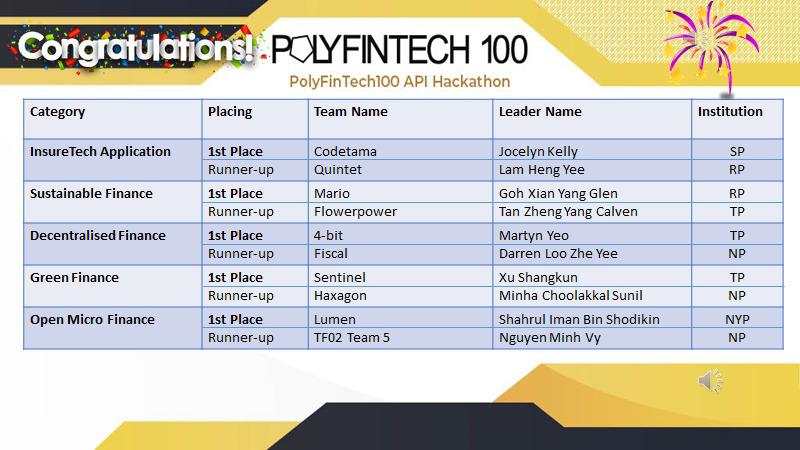 Congratulations!
POLYFINTECH 100
PolyFinTech100 API Hackathon
Category Placing Team Name Leader Name Institution
InsureTech Application 1st Place Codetama Jocelyn Kelly SP
Runner-up Quintet Lam Heng Yee RP
Sustainable Finance 1st Place Mario Goh Xian Yang Glen RP
Runner-up Flowerpower Tan Zheng Yang Calven TP
Decentralised Finance 1st Place 4-bit Martyn Yeo TP
Runner-up Fiscal Darren Loo Zhe Yee NP
Green Finance 1st Place Sentinel Xu Shangkun TP
Runner-up Haxagon Minha Choolakkal Sunil NP
Open Micro Finance 1st Place Lumen Shahrul Iman Bin Shodikin NYP
Runner-up TF02 Team 5 Nguyen Minh Vy NP